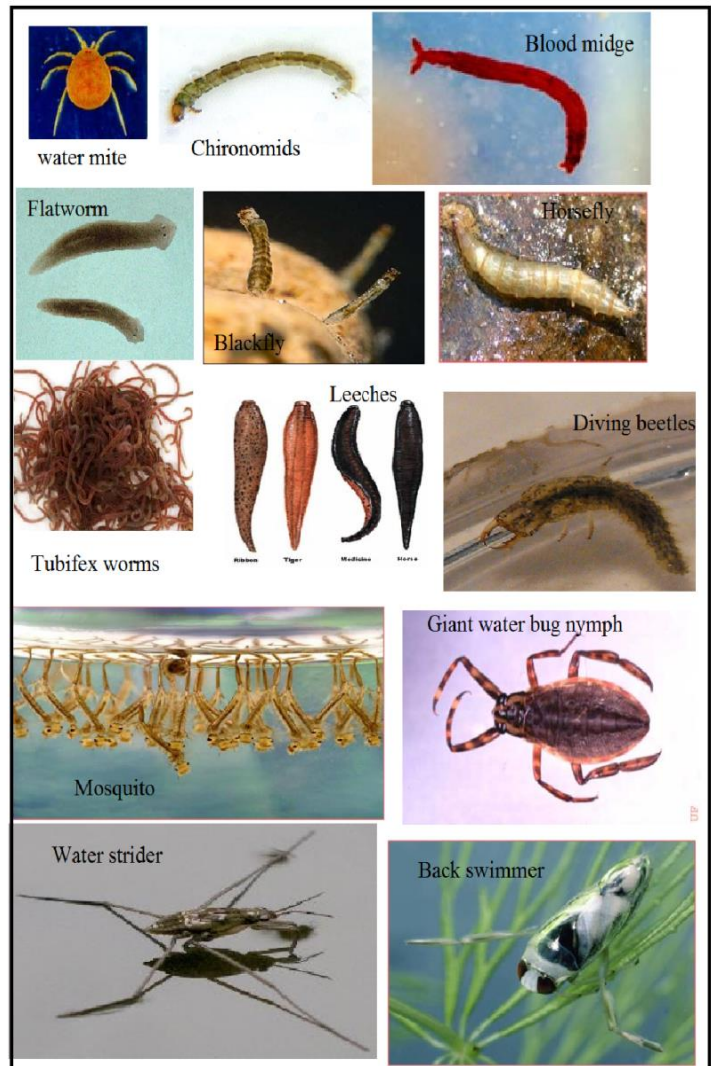 Blood midge
water mite
Chironomids
Flatworm
Blackfly
Horsefly
Leeches
Diving beetles
Ribbon
Tiger
Medicine
Horse
Tubifex worms
Giant water bug nymph
Mosquito
Water strider
Back swimmer